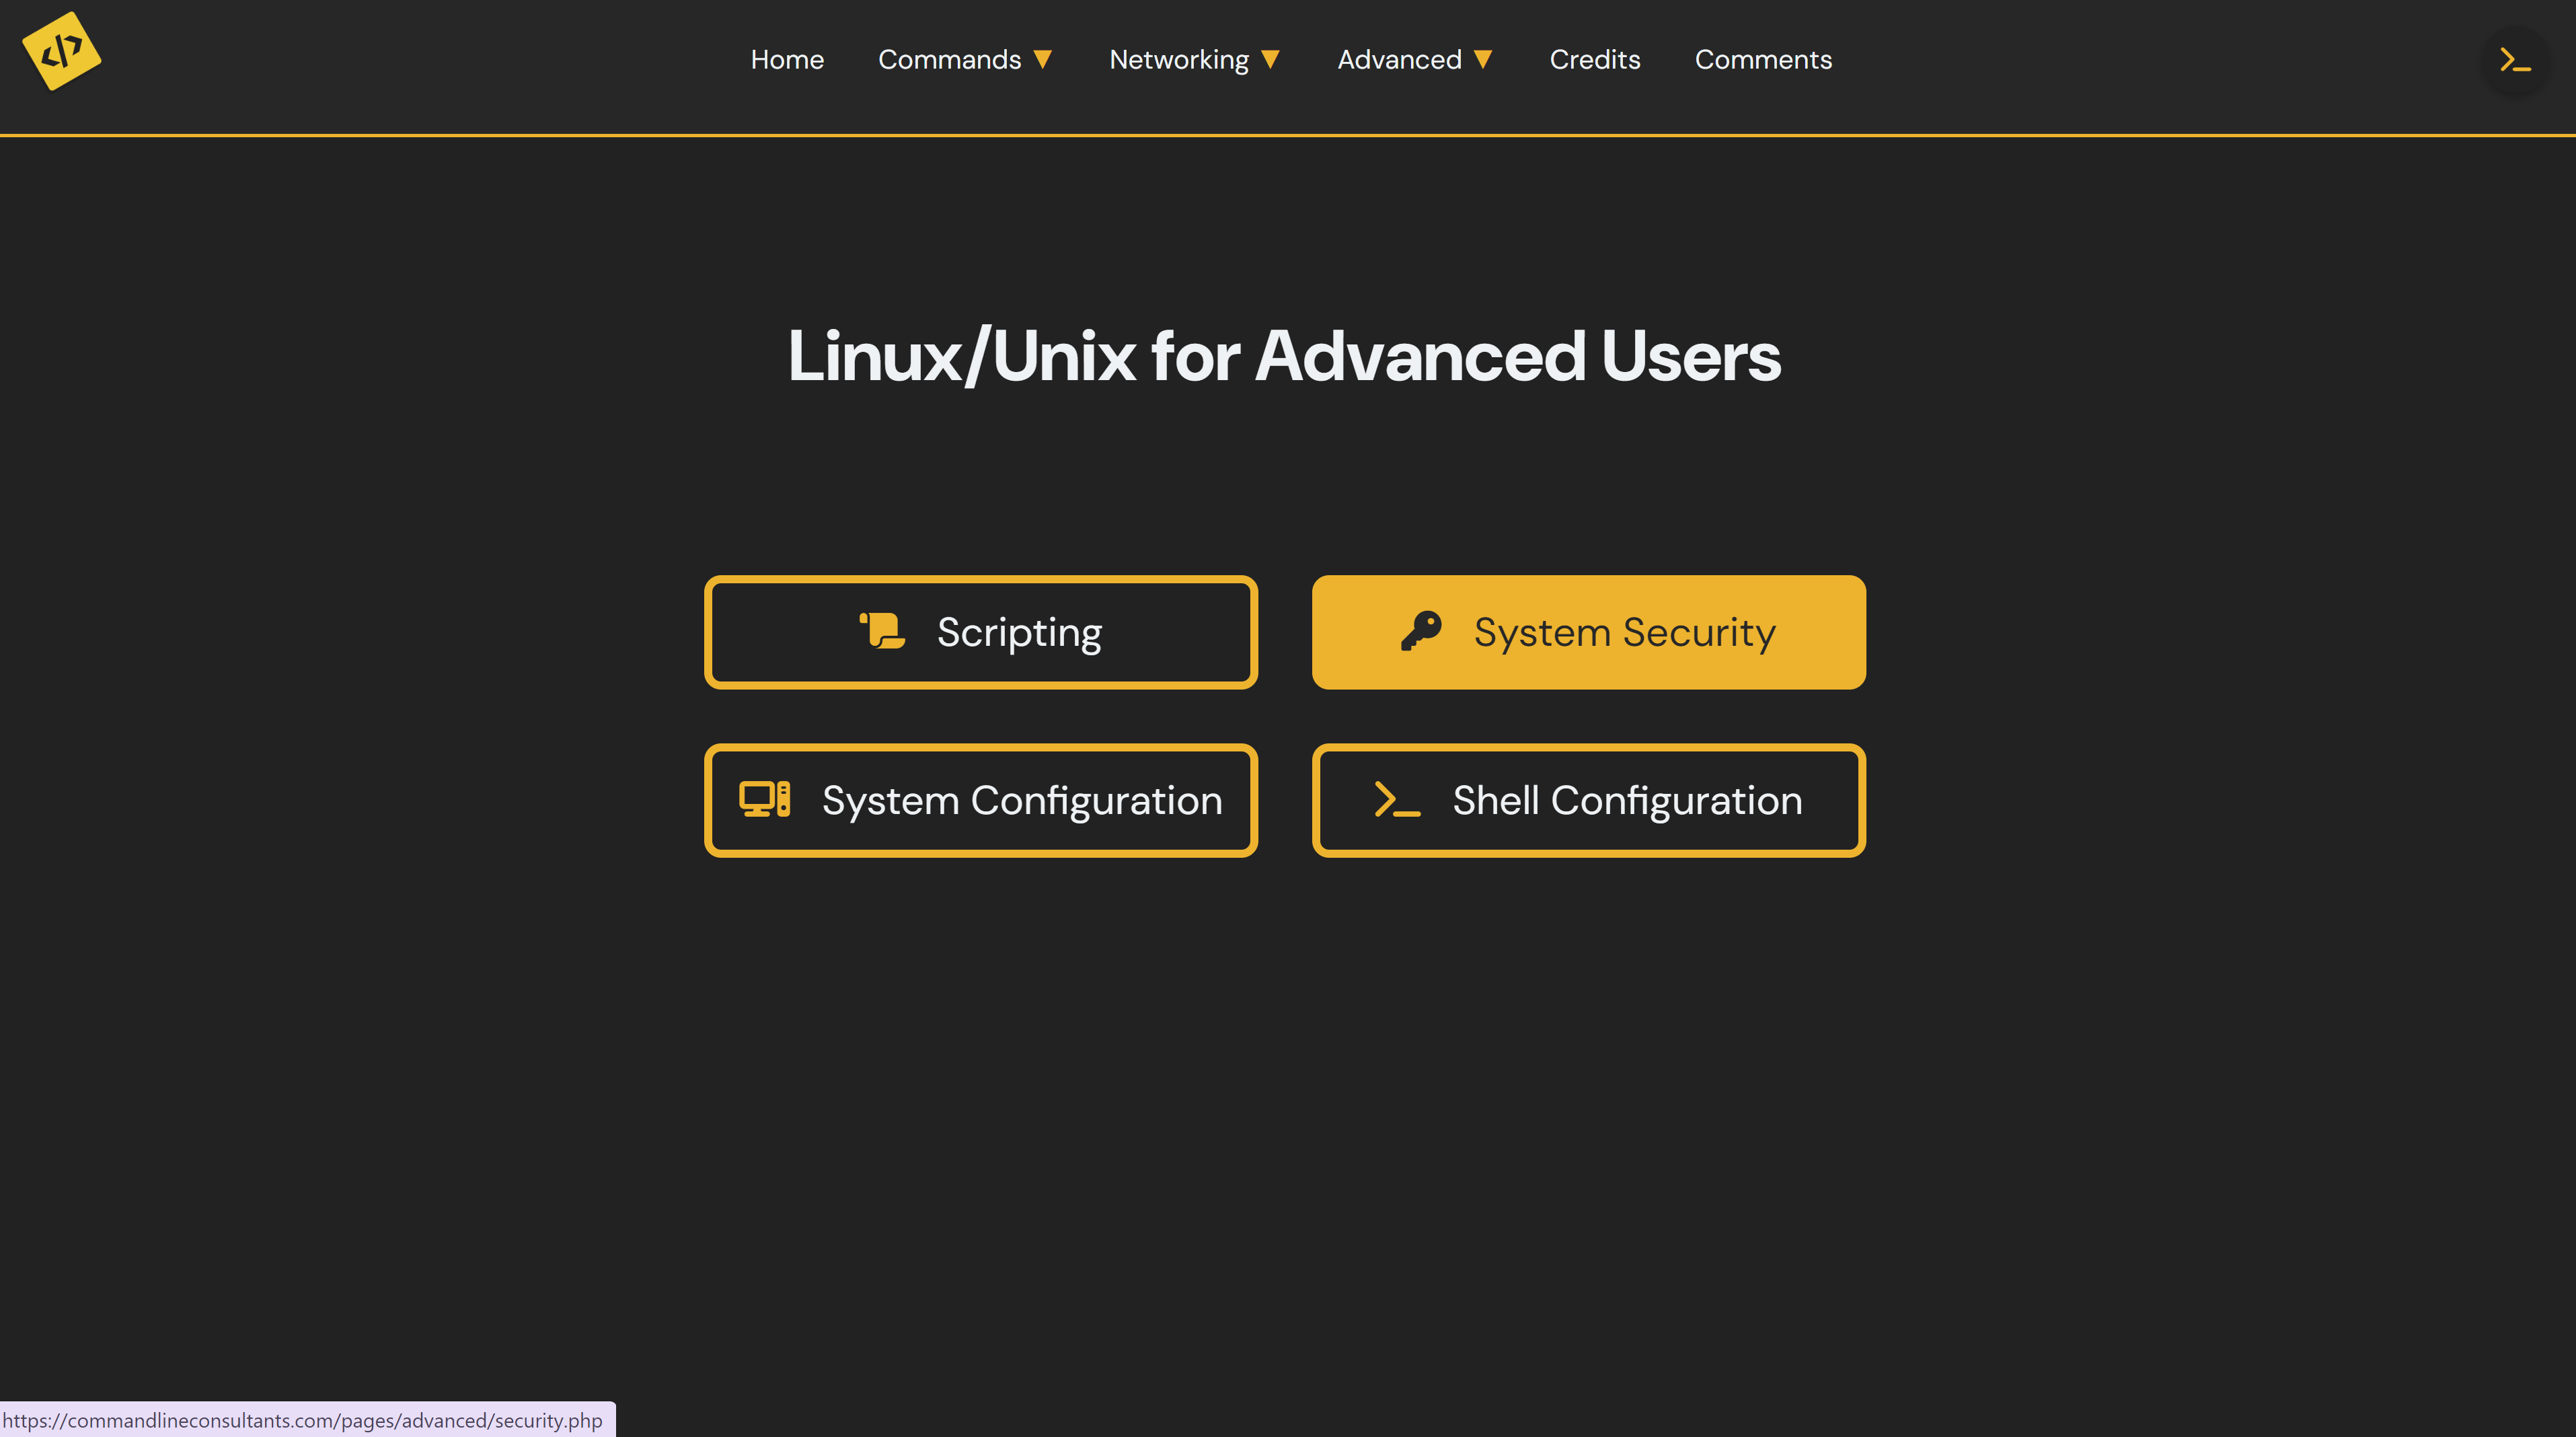 Home Commands ▼ Networking ▼ Advanced ▼ Credits Comments
Linux/Unix for Advanced Users
Scripting
System Security
System Configuration
Shell Configuration
https://commandlineconsultants.com/pages/advanced/security.php